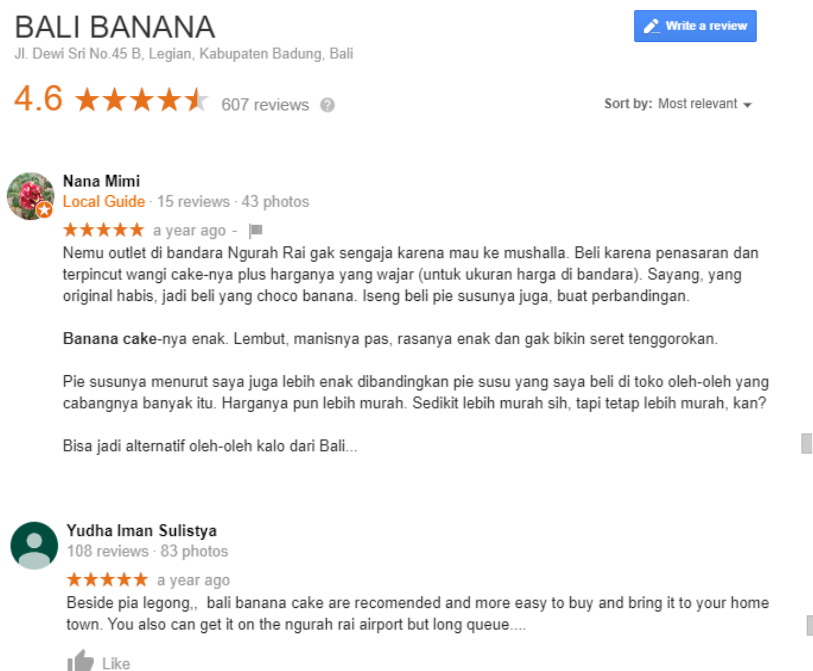 BALI BANANA
Write a review
Jl. Dewi Sri No.45 B, Legian, Kabupaten Badung, Bali
4.6 607 reviews ?
Sort by: Most relevant
Nana Mimi
Local Guide · 15 reviews · 43 photos
a year ago -
Nemu outlet di bandara Ngurah Rai gak sengaja karena mau ke mushalla. Beli karena penasaran dan
terpincut wangi cake-nya plus harganya yang wajar (untuk ukuran harga di bandara). Sayang, yang
original habis, jadi beli yang choco banana. Iseng beli pie susunya juga, buat perbandingan.
Banana cake-nya enak. Lembut, manisnya pas, rasanya enak dan gak bikin seret tenggorokan.
Pie susunya menurut saya juga lebih enak dibandingkan pie susu yang saya beli di toko oleh-oleh yang
cabangnya banyak itu. Harganya pun lebih murah. Sedikit lebih murah sih, tapi tetap lebih murah, kan?
Bisa jadi alternatif oleh-oleh kalo dari Bali...
Yudha Iman Sulistya
108 reviews · 83 photos
a year ago
Beside pia legong,, bali banana cake are recomended and more easy to buy and bring it to your home
town. You also can get it on the ngurah rai airport but long queue....
Like